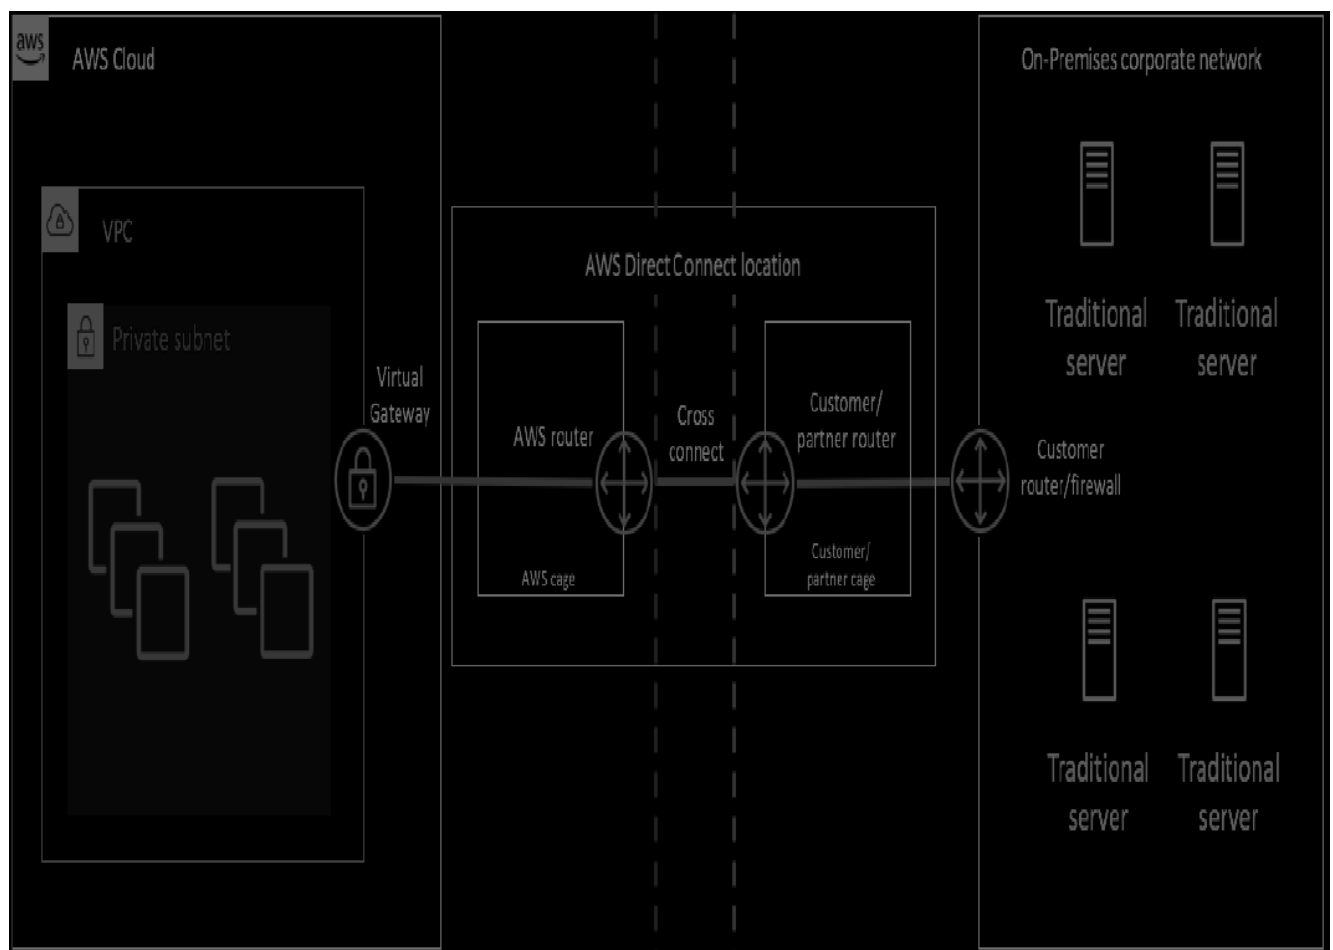 aws
AWS Cloud
On-Premises corporate network
VPC
AWS Direct Connect location
Private subnet
Traditional
server
Traditional
server
Virtual
Gateway
AWS router
Cross
connect
Customer/
partner router
Customer
router/firewall
AWS cage
Customer/
partner cage
Traditional
server
Traditional
server